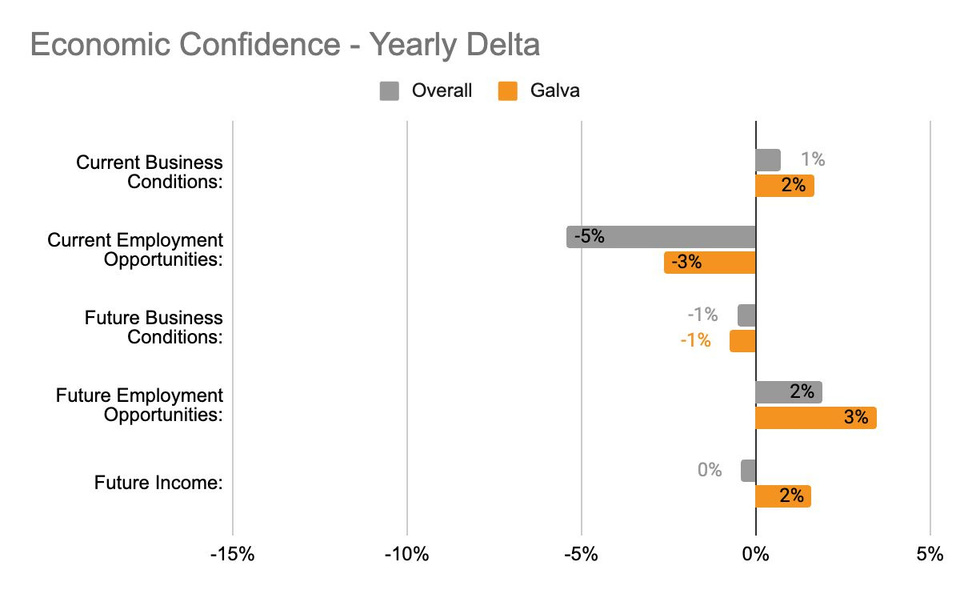 Economic Confidence - Yearly Delta
Overall Galva
Current Business
Conditions:
1%
2%
Current Employment
Opportunities:
-5%
-3%
Future Business
Conditions:
-1%
-1%
Future Employment
Opportunities:
2%
3%
Future Income:
0%
2%
-15% -10% -5% 0% 5%